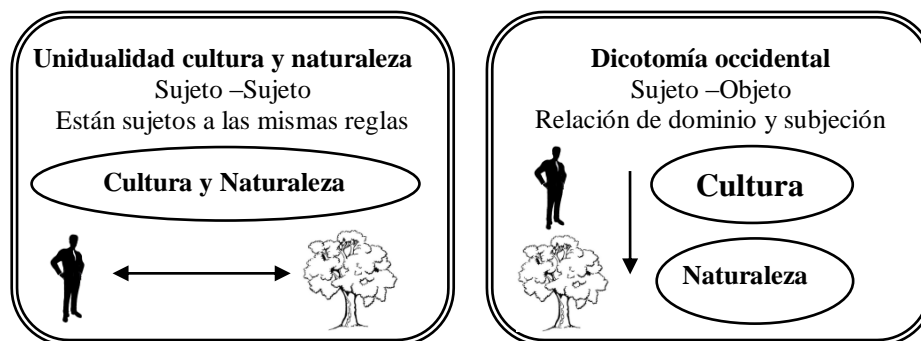 Unidualidad cultura y naturaleza
Sujeto –Sujeto
Están sujetos a las mismas reglas
Cultura y Naturaleza
Dicotomía occidental
Sujeto –Objeto
Relación de dominio y subjeción
Cultura
Naturaleza